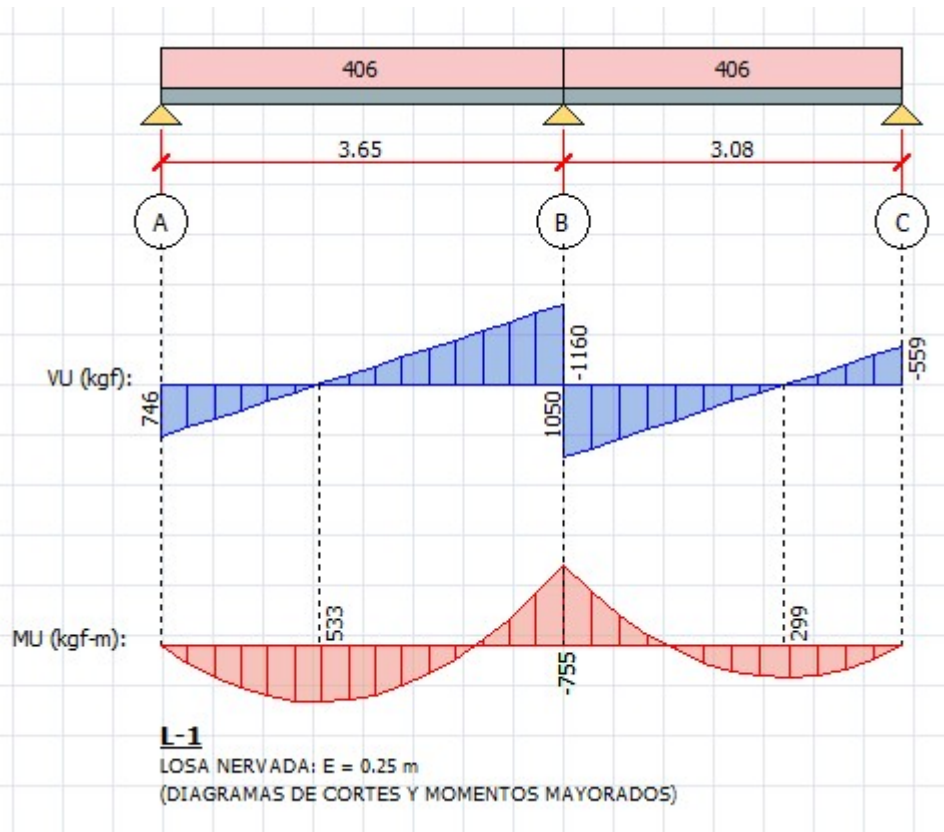 406 406
3.65 3.08
A B C
VU (kgf): 746 -1160 1050 -559
MU (kgf-m): 533 -755 299
L-1
LOSA NERVADA: E = 0.25 m
(DIAGRAMAS DE CORTES Y MOMENTOS MAYORADOS)